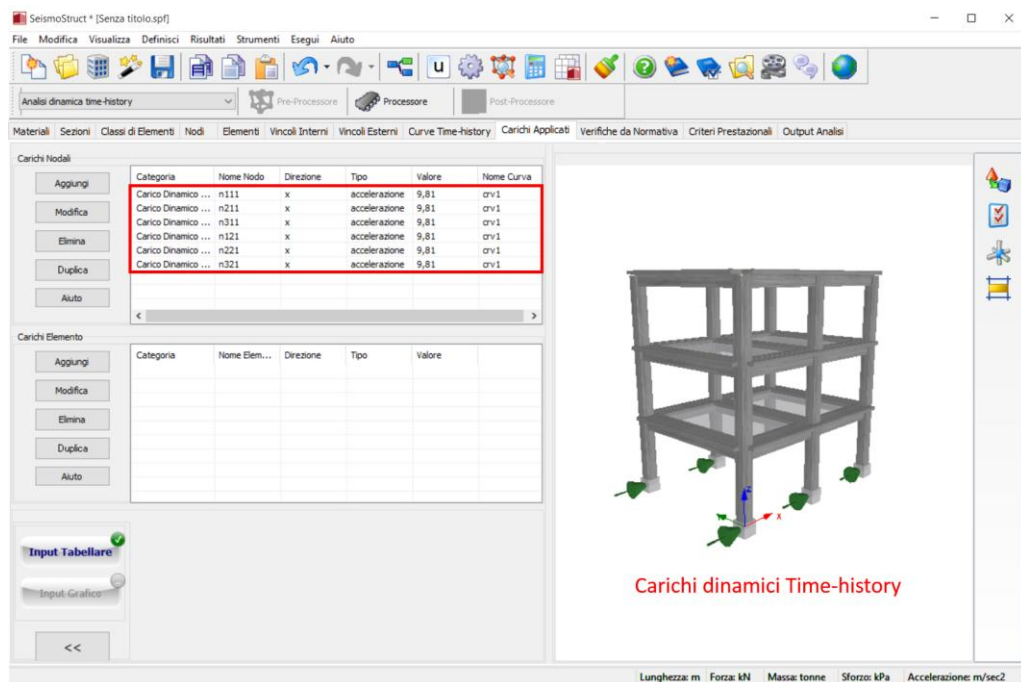 SeismoStruct * [Senza titolo.spf]
File Modifica Visualizza Definisci Risultati Strumenti Esegui Aiuto
u
Analisi dinamica time-history Pre-Processore Processore Post-Processore
Materiali Sezioni Classi di Elementi Nodi Elementi Vincoli Interni Vincoli Esterni Curve Time-history Carichi Applicati Verifiche da Normativa Criteri Prestazionali Output Analisi
Carichi Nodali
Aggiungi
Modifica
Elimina
Duplica
Aiuto
Categoria Nome Nodo Direzione Tipo Valore Nome Curva
Carico Dinamico ... n111 x accelerazione 9,81 crv1
Carico Dinamico ... n211 x accelerazione 9,81 crv1
Carico Dinamico ... n311 x accelerazione 9,81 crv1
Carico Dinamico ... n121 x accelerazione 9,81 crv1
Carico Dinamico ... n221 x accelerazione 9,81 crv1
Carico Dinamico ... n321 x accelerazione 9,81 crv1
Carichi Elemento
Aggiungi
Modifica
Elimina
Duplica
Aiuto
Categoria Nome Elem... Direzione Tipo Valore
Input Tabellare
Input Grafico
<<
z
x
Carichi dinamici Time-history
Lunghezza: m Forza: kN Massa: tonne Sforzo: kPa Accelerazione: m/sec2